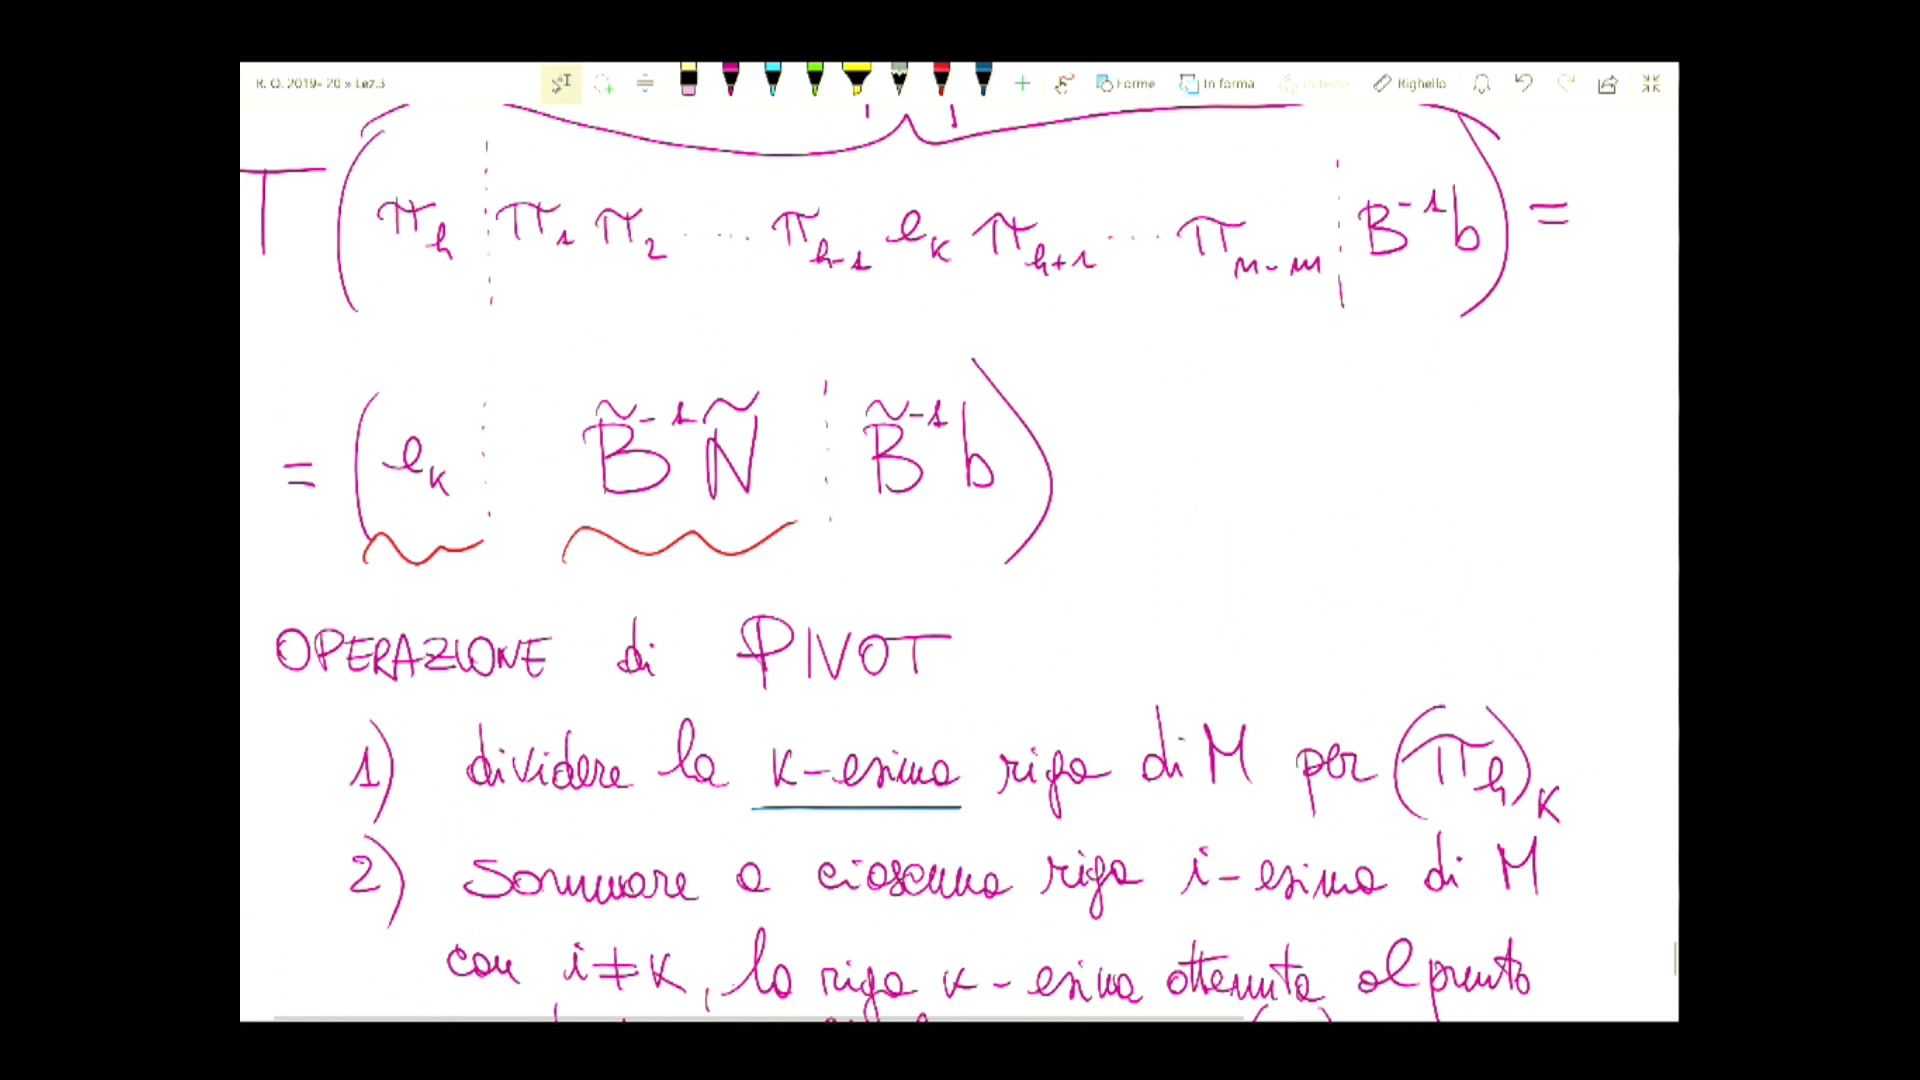 R. O. 2019-20 » Lez.3 Forme In forma Righello
T ( π_h ⋮ π_1 π_2 ..... π_{h-1} e_k π_{h+1} ..... π_{n-m} ⋮ B^{-1}b ) =
= ( e_k ⋮ B̃^{-1}Ñ ⋮ B̃^{-1}b )
OPERAZIONE di PIVOT
1) dividere la k-esima riga di M per (π_h)_k
2) Sommare a ciascuna riga i-esima di M
con i≠k, la riga k-esima ottenuta al punto